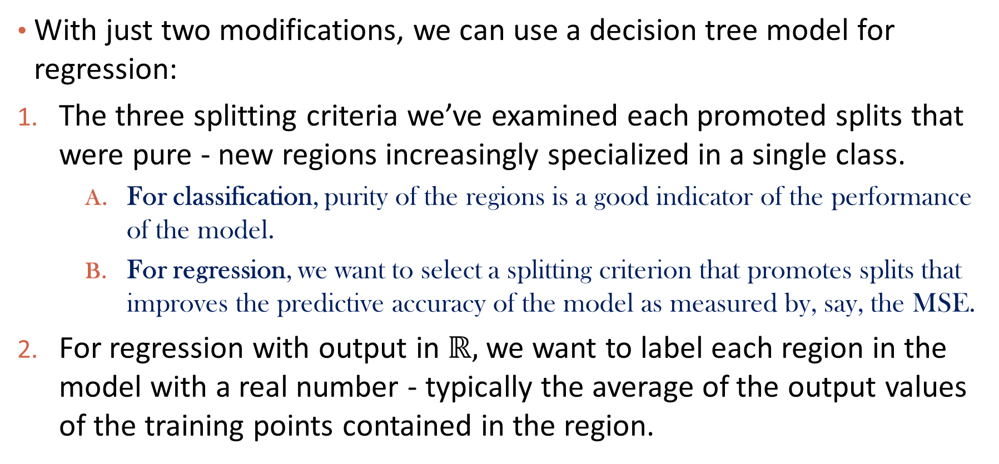 • With just two modifications, we can use a decision tree model for
regression:
1. The three splitting criteria we’ve examined each promoted splits that
were pure - new regions increasingly specialized in a single class.
A. For classification, purity of the regions is a good indicator of the performance
of the model.
B. For regression, we want to select a splitting criterion that promotes splits that
improves the predictive accuracy of the model as measured by, say, the MSE.
2. For regression with output in ℝ, we want to label each region in the
model with a real number - typically the average of the output values
of the training points contained in the region.